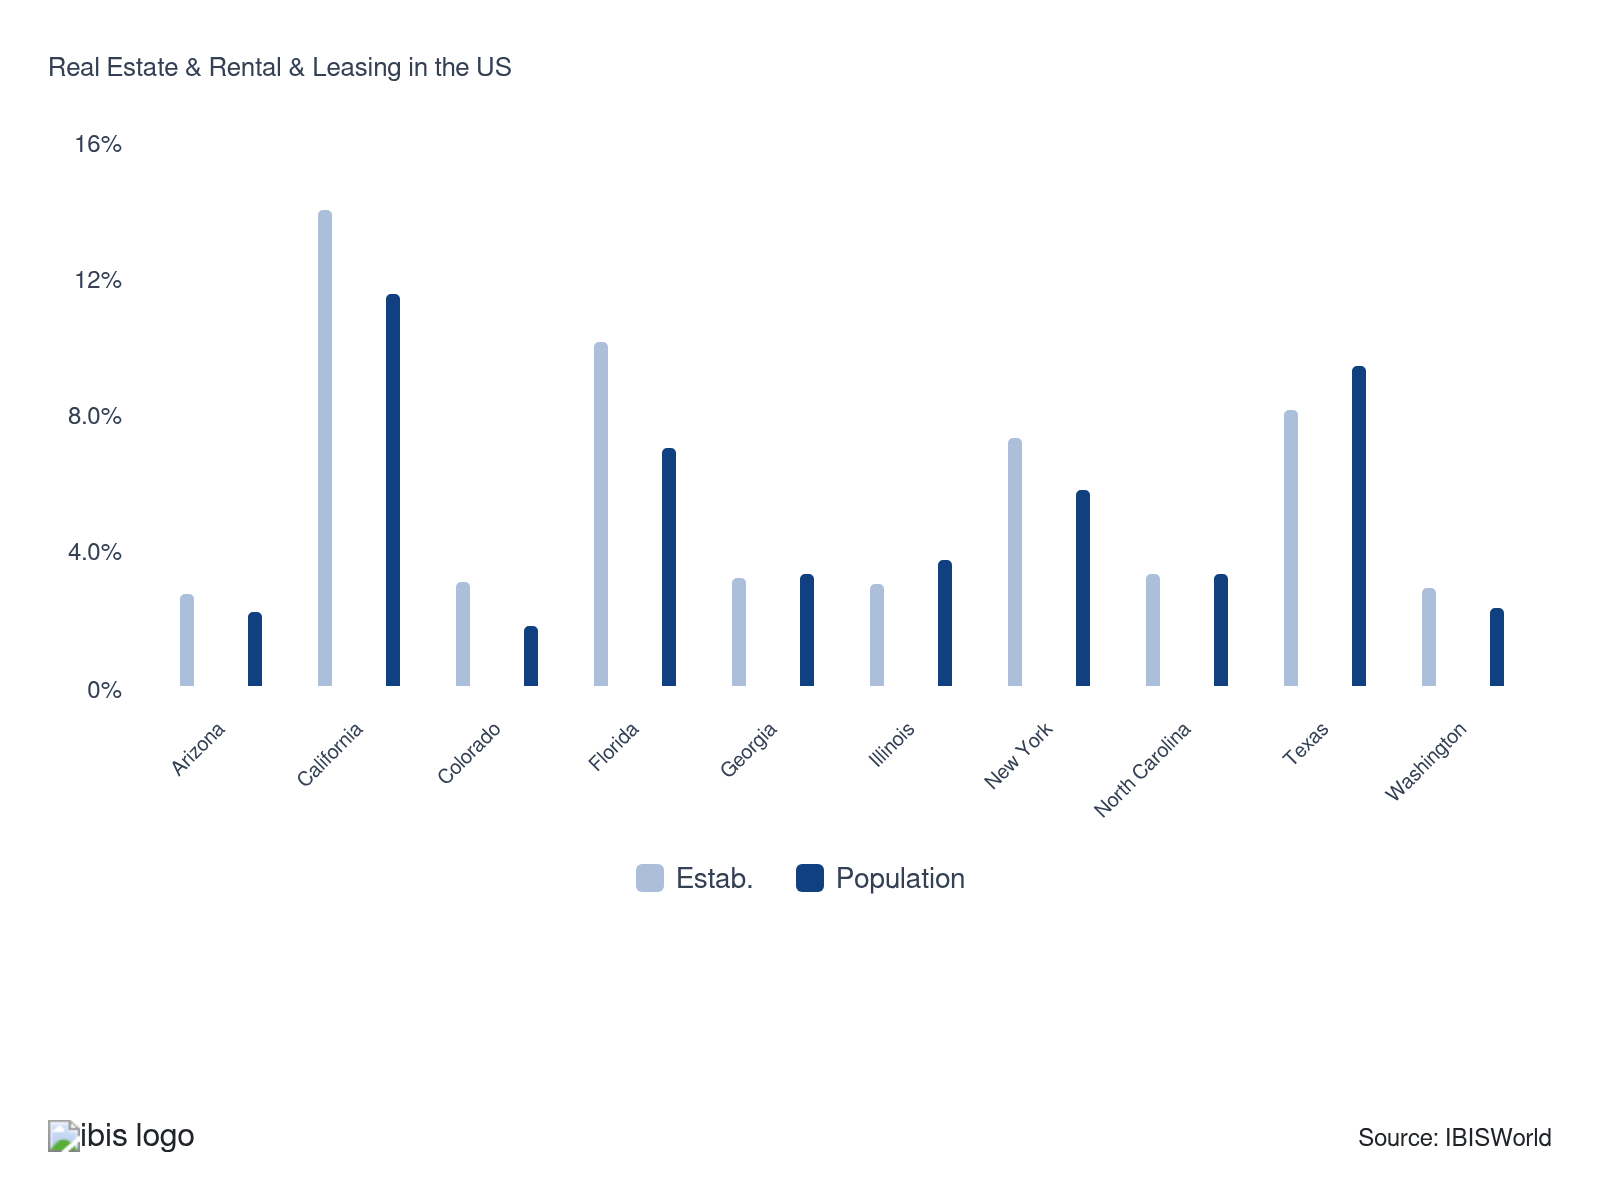 Real Estate & Rental & Leasing in the US
16%
12%
8.0%
4.0%
0%
Arizona
California
Colorado
Florida
Georgia
Illinois
New York
North Carolina
Texas
Washington
Estab.
Population
ibis logo
Source: IBISWorld